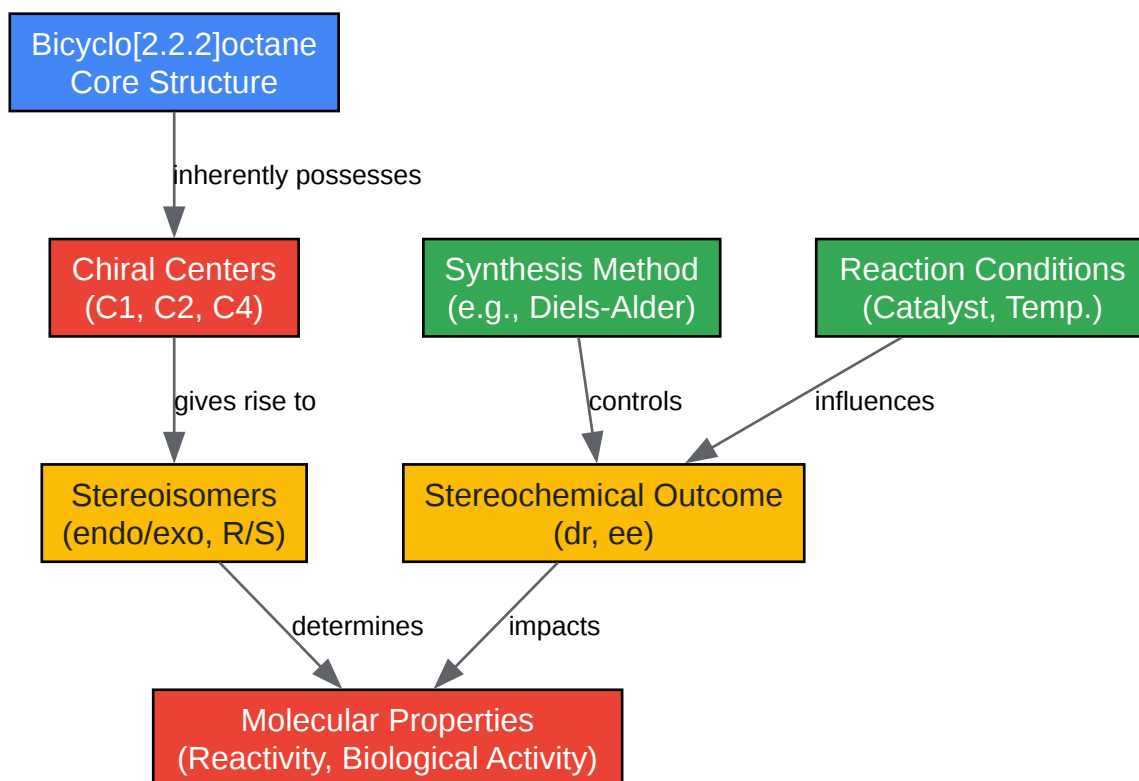 Bicyclo[2.2.2]octane
Core Structure
inherently possesses
Chiral Centers
(C1, C2, C4)
Synthesis Method
(e.g., Diels-Alder)
Reaction Conditions
(Catalyst, Temp.)
gives rise to
controls
influences
Stereoisomers
(endo/exo, R/S)
Stereochemical Outcome
(dr, ee)
determines
impacts
Molecular Properties
(Reactivity, Biological Activity)